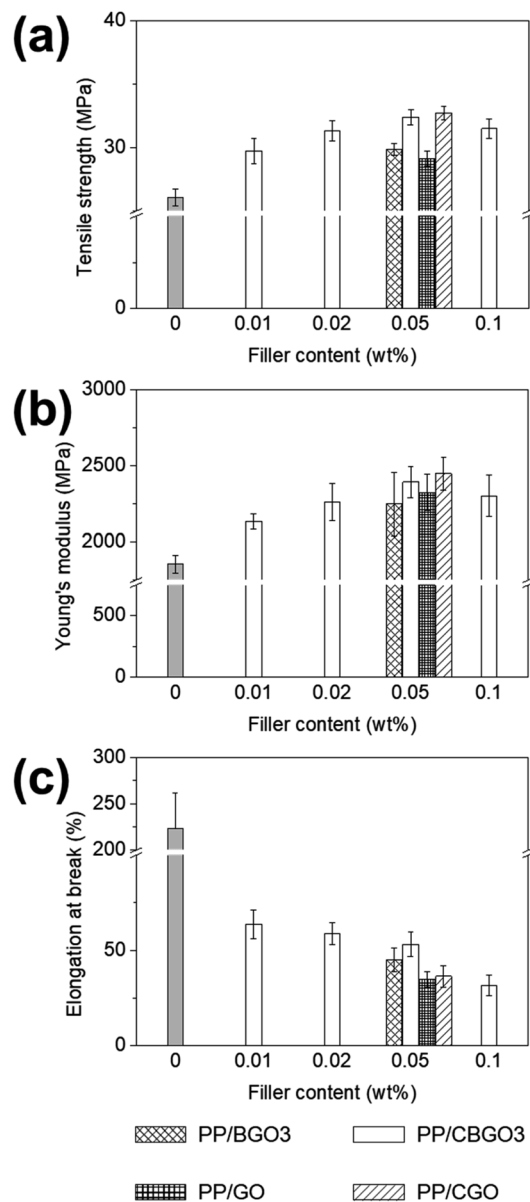 (a)
Tensile strength (MPa)
40
30
0
0 0.01 0.02 0.05 0.1
Filler content (wt%)
(b)
Young's modulus (MPa)
3000
2500
2000
500
0
0 0.01 0.02 0.05 0.1
Filler content (wt%)
(c)
Elongation at break (%)
300
250
200
50
0
0 0.01 0.02 0.05 0.1
Filler content (wt%)
PP/BGO3 PP/CBGO3
PP/GO PP/CGO